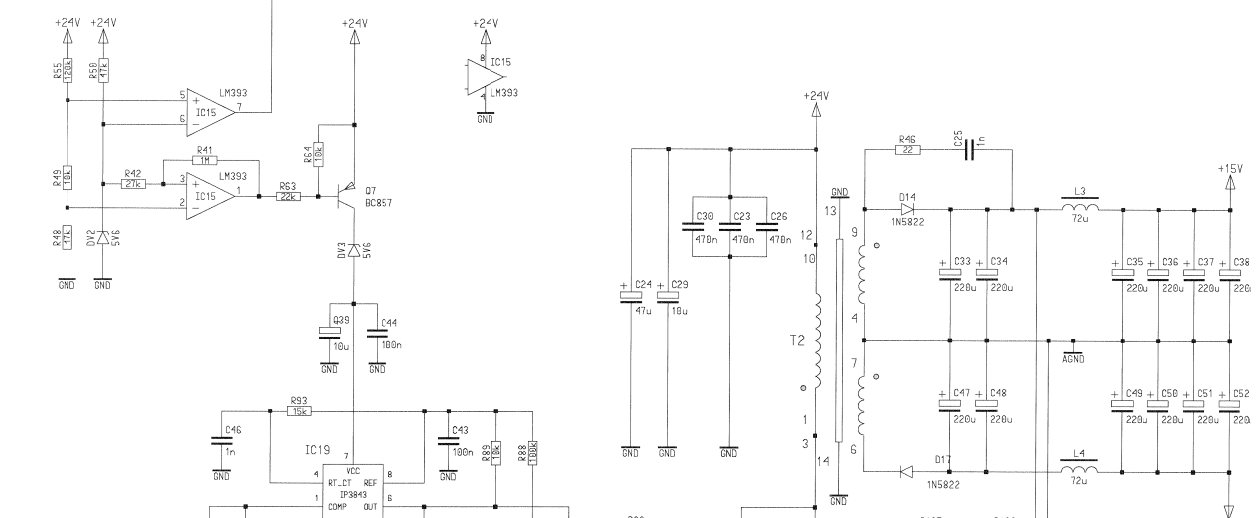 +24V +24V
R55
120k
R50
47k
5
6
7
LM393
IC15
R41
1M
R42
27k
R49
10k
3
2
1
LM393
IC15
R48
DV2
5V6
GND
GND
+24V
R64
10k
R63
22k
Q7
BC857
DV3
5V6
10u
C44
100n
GND
GND
8
IC15
4
LM393
GND
R93
15k
C46
1n
GND
IC19
7
VCC
4
RT_CT
REF
8
IP3843
1
COMP
OUT
6
C43
100n
GND
R89
10k
R88
100k
+24V
C30
470n
C23
470n
C26
470n
C24
47u
C29
10u
GND
GND
GND
12
10
T2
1
3
GND
13
14
GND
9
4
7
6
R46
22
C25
1n
D14
1N5822
L3
72u
+15V
C33
220u
C34
220u
C35
220u
C36
220u
C37
220u
C38
220u
AGND
C47
220u
C48
220u
C49
220u
C50
220u
C51
220u
C52
220u
D17
1N5822
L4
72u